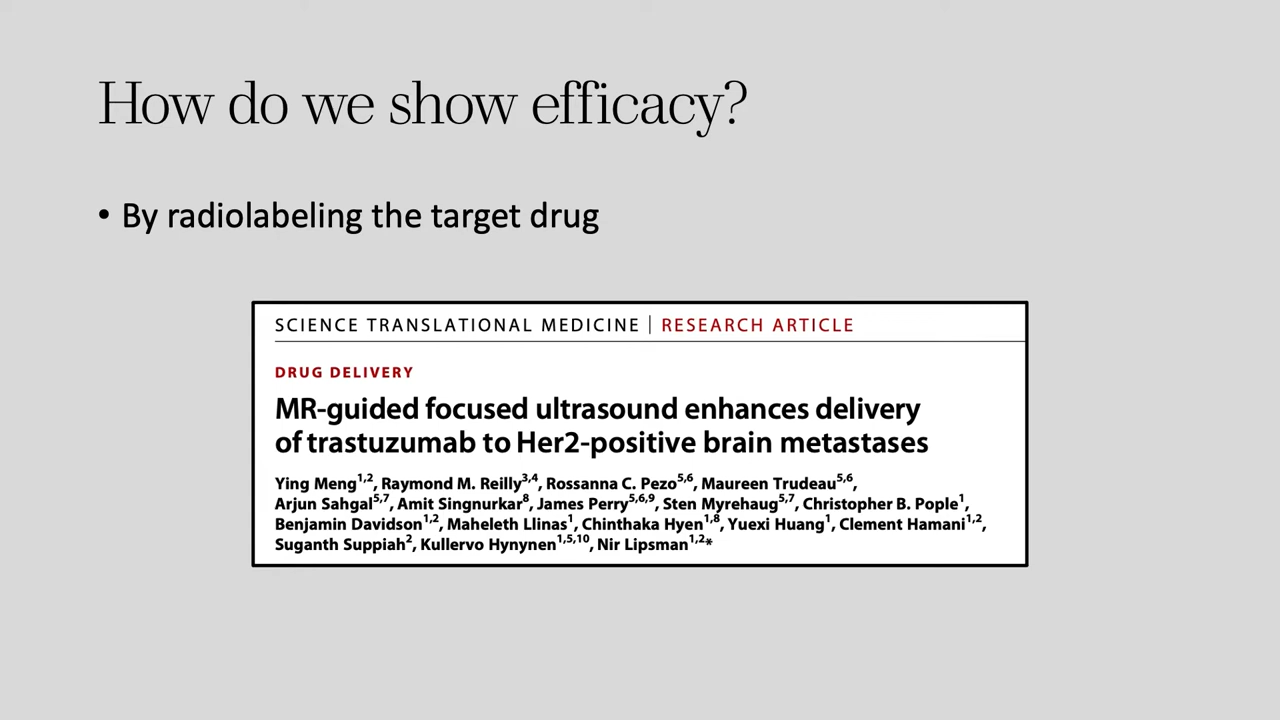 How do we show efficacy?
• By radiolabeling the target drug
SCIENCE TRANSLATIONAL MEDICINE | RESEARCH ARTICLE
DRUG DELIVERY
MR-guided focused ultrasound enhances delivery
of trastuzumab to Her2-positive brain metastases
Ying Meng1,2, Raymond M. Reilly3,4, Rossanna C. Pezo5,6, Maureen Trudeau5,6,
Arjun Sahgal5,7, Amit Singnurkar8, James Perry5,6,9, Sten Myrehaug5,7, Christopher B. Pople1,
Benjamin Davidson1,2, Maheleth Llinas1, Chinthaka Hyen1,8, Yuexi Huang1, Clement Hamani1,2,
Suganth Suppiah2, Kullervo Hynynen1,5,10, Nir Lipsman1,2*